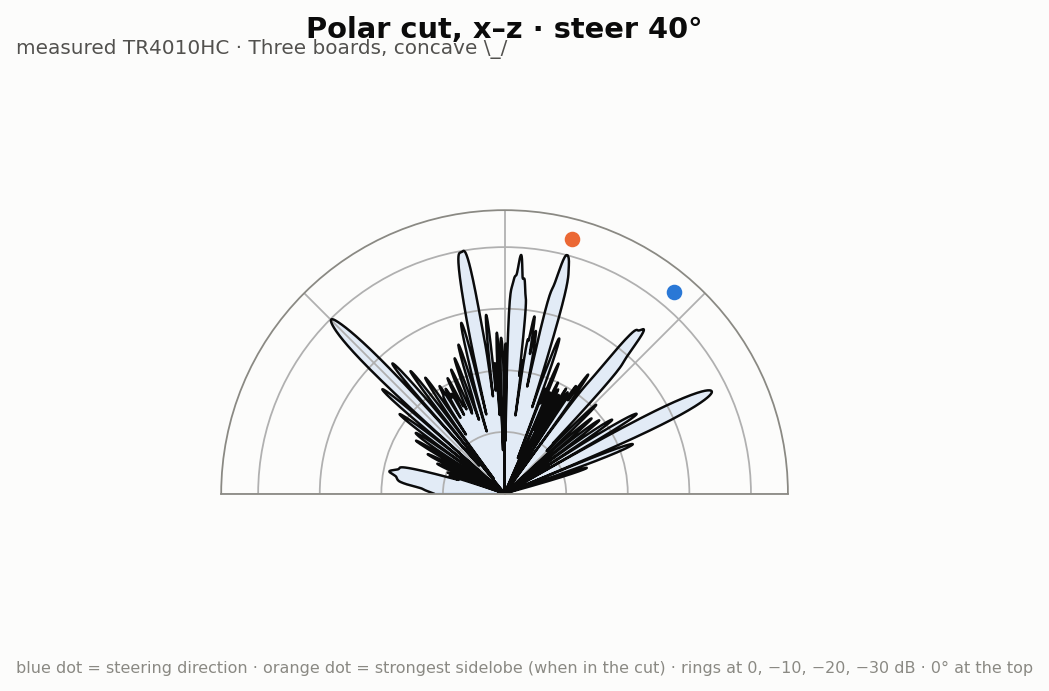 Polar cut, x–z · steer 40°
measured TR4010HC · Three boards, concave \_/
blue dot = steering direction · orange dot = strongest sidelobe (when in the cut) · rings at 0, −10, −20, −30 dB · 0° at the top